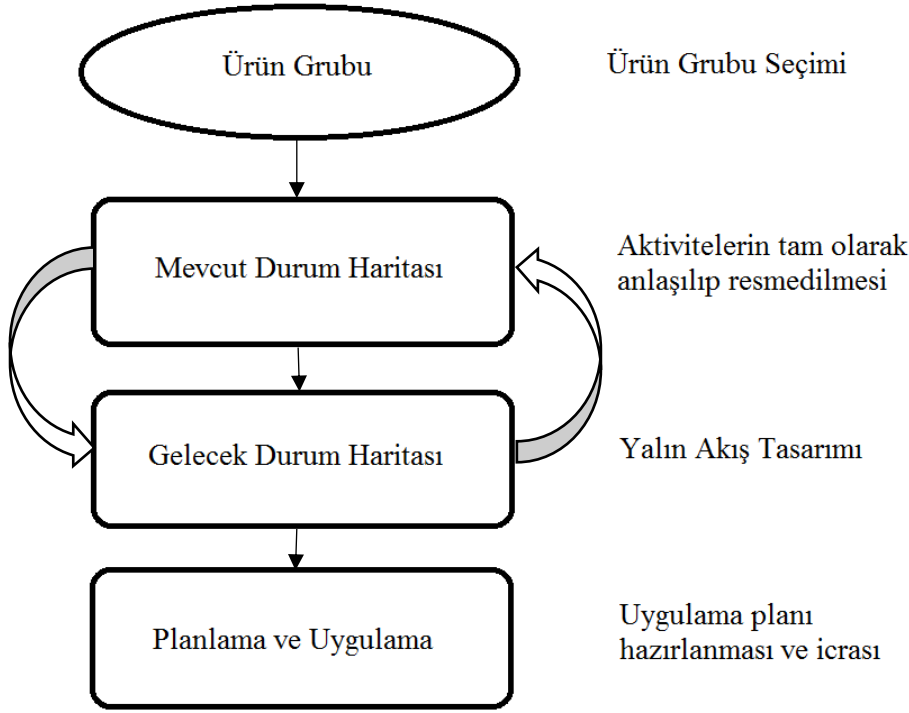 Ürün Grubu
Ürün Grubu Seçimi
Mevcut Durum Haritası
Aktivitelerin tam olarak
anlaşılıp resmedilmesi
Gelecek Durum Haritası
Yalın Akış Tasarımı
Planlama ve Uygulama
Uygulama planı
hazırlanması ve icrası